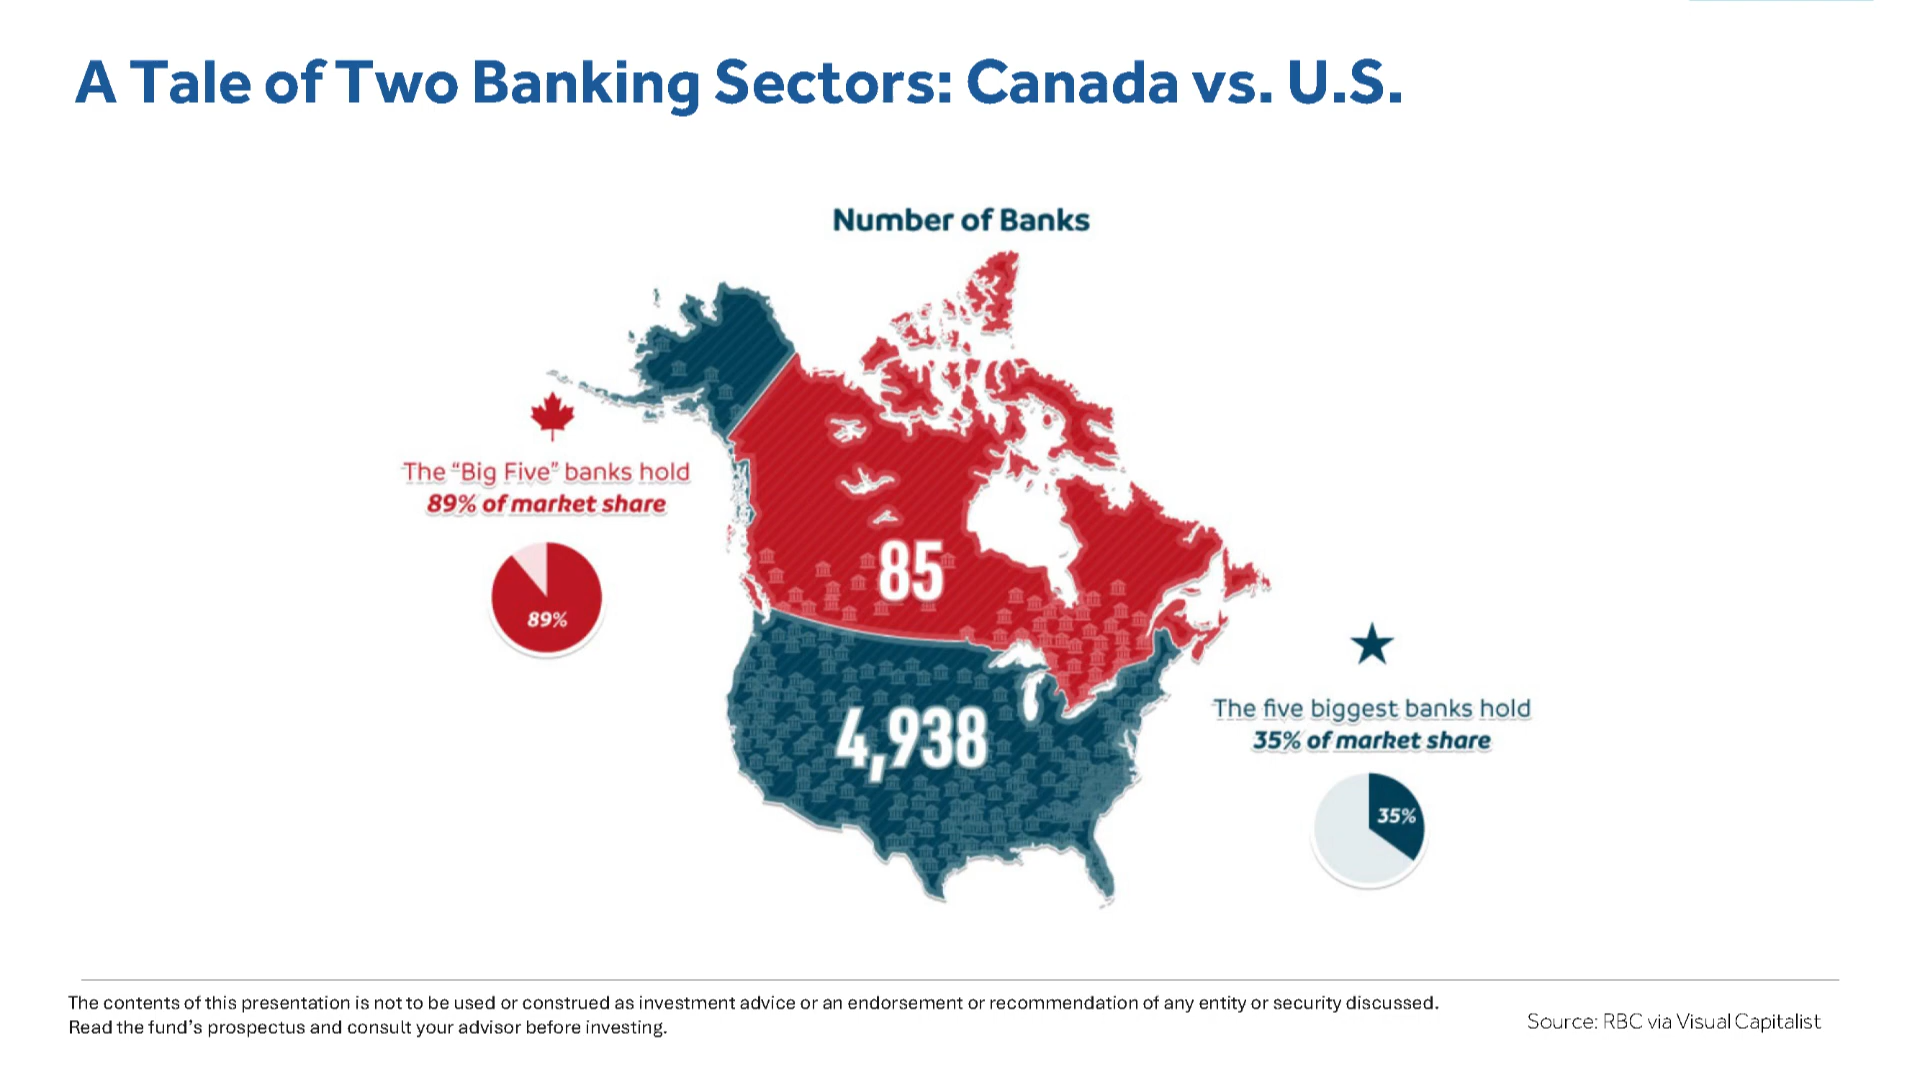 A Tale of Two Banking Sectors: Canada vs. U.S.
Number of Banks
The “Big Five” banks hold
89% of market share
89%
85
4,938
The five biggest banks hold
35% of market share
35%
The contents of this presentation is not to be used or construed as investment advice or an endorsement or recommendation of any entity or security discussed.
Read the fund’s prospectus and consult your advisor before investing.
Source: RBC via Visual Capitalist